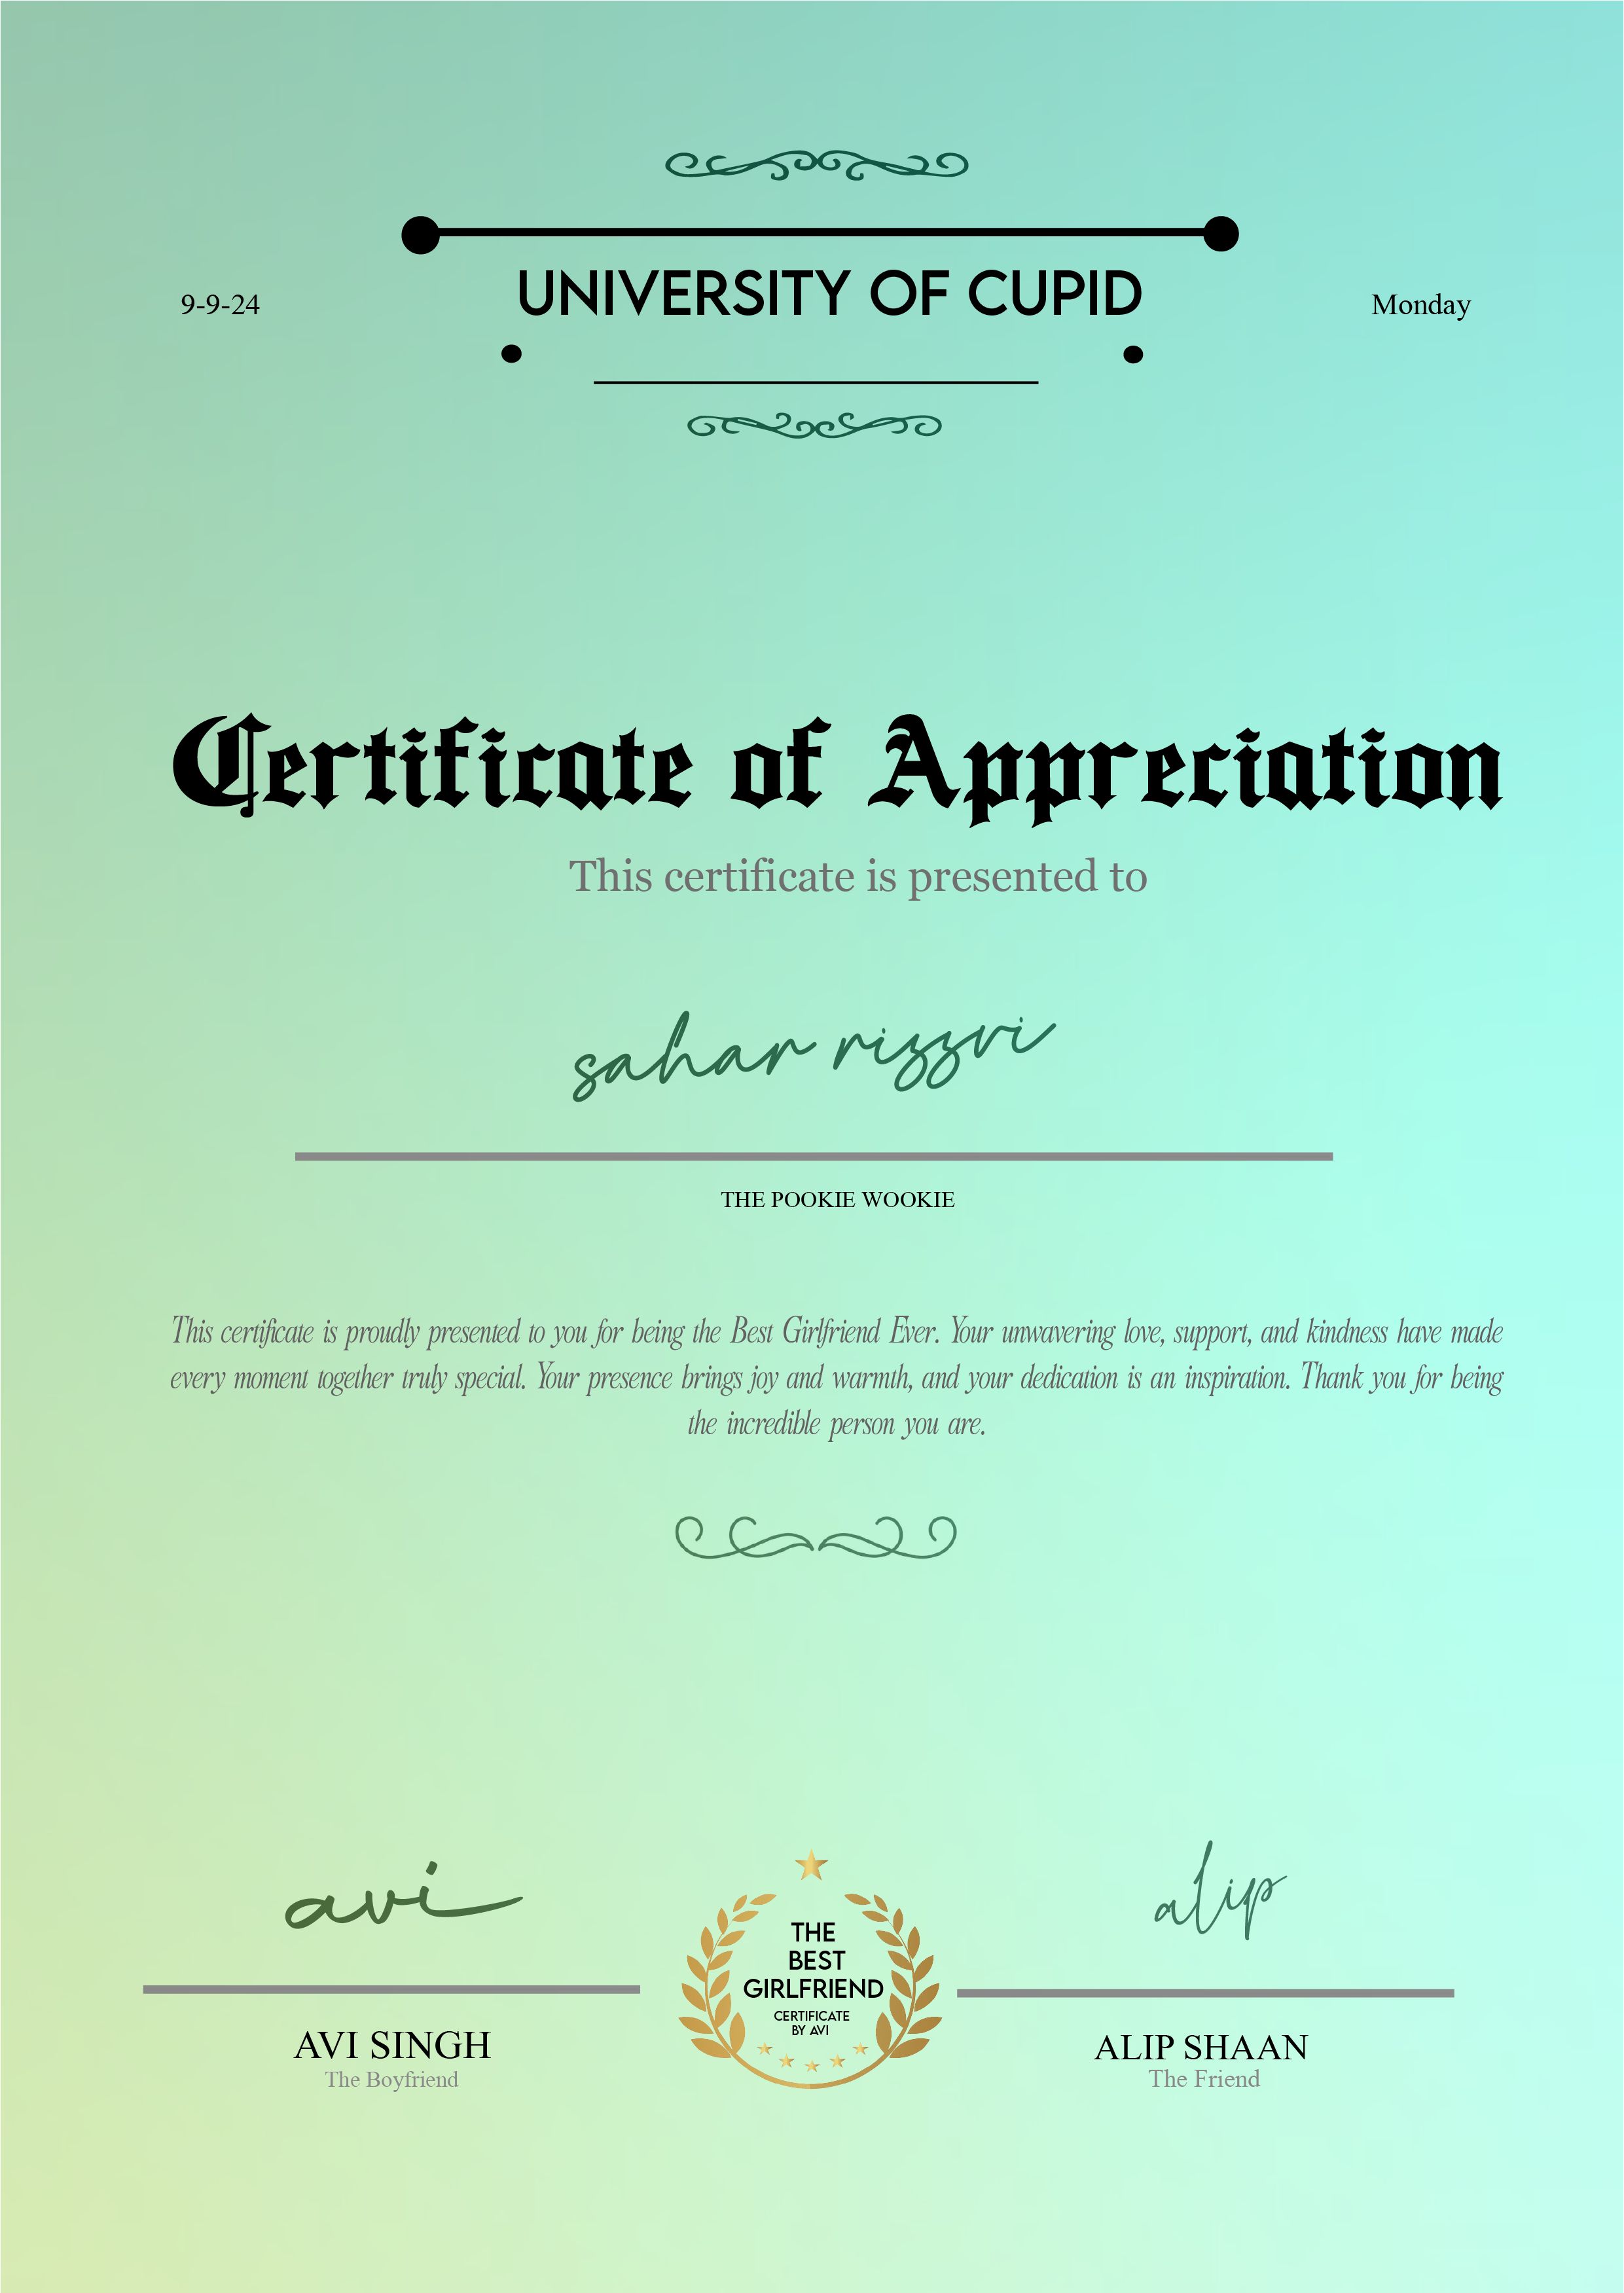 UNIVERSITY OF CUPID
9-9-24
Monday
Certificate of Appreciation
This certificate is presented to
sahar rizzvi
THE POOKIE WOOKIE
This certificate is proudly presented to you for being the Best Girlfriend Ever. Your unwavering love, support, and kindness have made
every moment together truly special. Your presence brings joy and warmth, and your dedication is an inspiration. Thank you for being
the incredible person you are.
avi
AVI SINGH
The Boyfriend
THE
BEST
GIRLFRIEND
CERTIFICATE
BY AVI
alip
ALIP SHAAN
The Friend